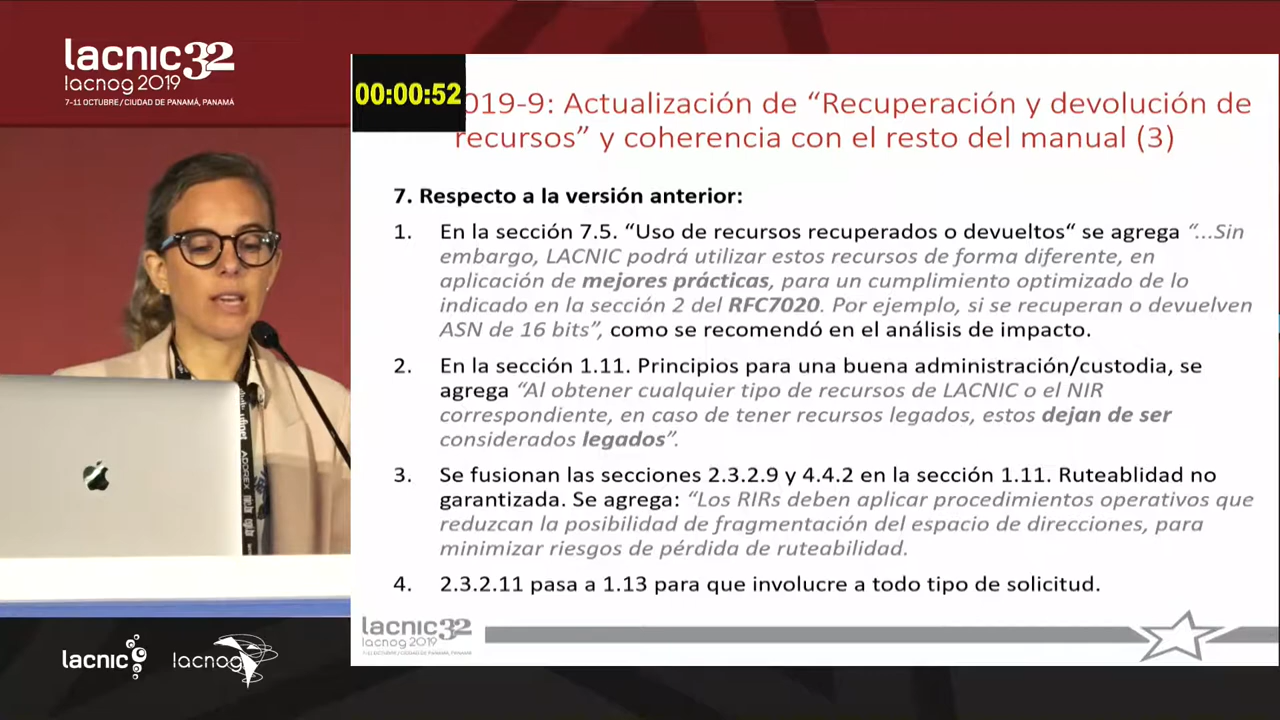 lacnic32
lacnog 2019
7-11 OCTUBRE / CIUDAD DE PANAMÁ, PANAMÁ
00:00:52
019-9: Actualización de “Recuperación y devolución de
recursos” y coherencia con el resto del manual (3)
7. Respecto a la versión anterior:
1. En la sección 7.5. “Uso de recursos recuperados o devueltos“ se agrega “...Sin
embargo, LACNIC podrá utilizar estos recursos de forma diferente, en
aplicación de mejores prácticas, para un cumplimiento optimizado de lo
indicado en la sección 2 del RFC7020. Por ejemplo, si se recuperan o devuelven
ASN de 16 bits”, como se recomendó en el análisis de impacto.
2. En la sección 1.11. Principios para una buena administración/custodia, se
agrega “Al obtener cualquier tipo de recursos de LACNIC o el NIR
correspondiente, en caso de tener recursos legados, estos dejan de ser
considerados legados”.
3. Se fusionan las secciones 2.3.2.9 y 4.4.2 en la sección 1.11. Ruteablidad no
garantizada. Se agrega: “Los RIRs deben aplicar procedimientos operativos que
reduzcan la posibilidad de fragmentación del espacio de direcciones, para
minimizar riesgos de pérdida de ruteabilidad.
4. 2.3.2.11 pasa a 1.13 para que involucre a todo tipo de solicitud.
lacnic32
lacnog 2019
7-11 OCTUBRE / CIUDAD DE PANAMÁ, PANAMÁ
lacnic
lacnog
ADOREX